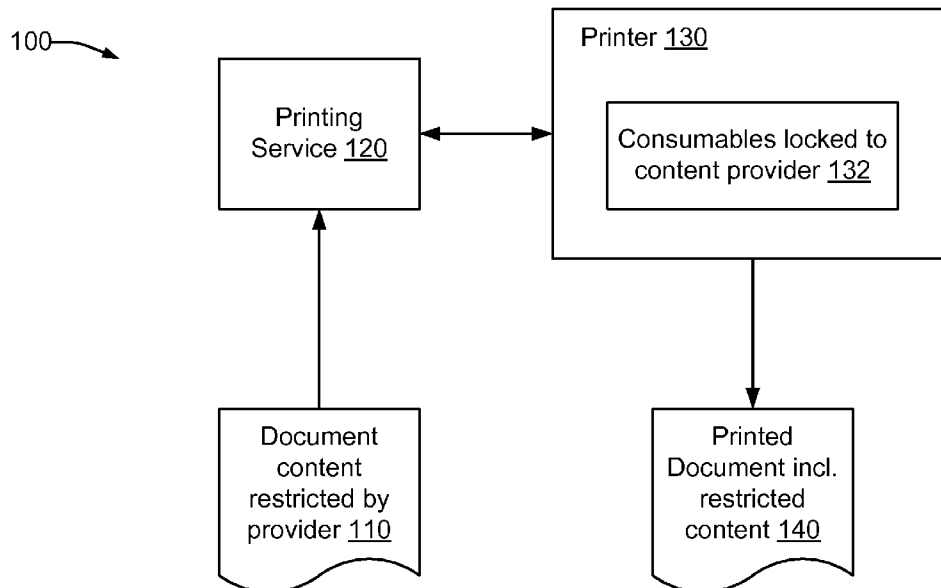 100
Printing
Service 120
Printer 130
Consumables locked to
content provider 132
Document
content
restricted by
provider 110
Printed
Document incl.
restricted
content 140